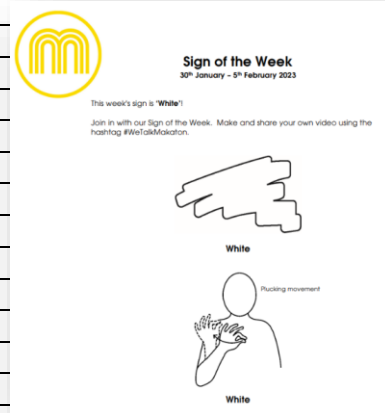 Sign of the Week
30th January – 5th February 2023
This week's sign is 'White'!
Join in with our Sign of the Week. Make and share your own video using the
hashtag #WeTalkMakaton.
White
Plucking movement
White